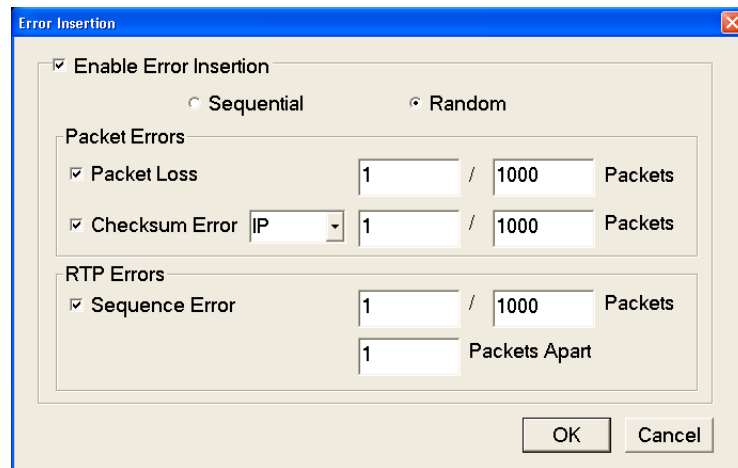 Error Insertion
Enable Error Insertion
Sequential Random
Packet Errors
Packet Loss 1 / 1000 Packets
Checksum Error IP 1 / 1000 Packets
RTP Errors
Sequence Error 1 / 1000 Packets
1 Packets Apart
OK Cancel